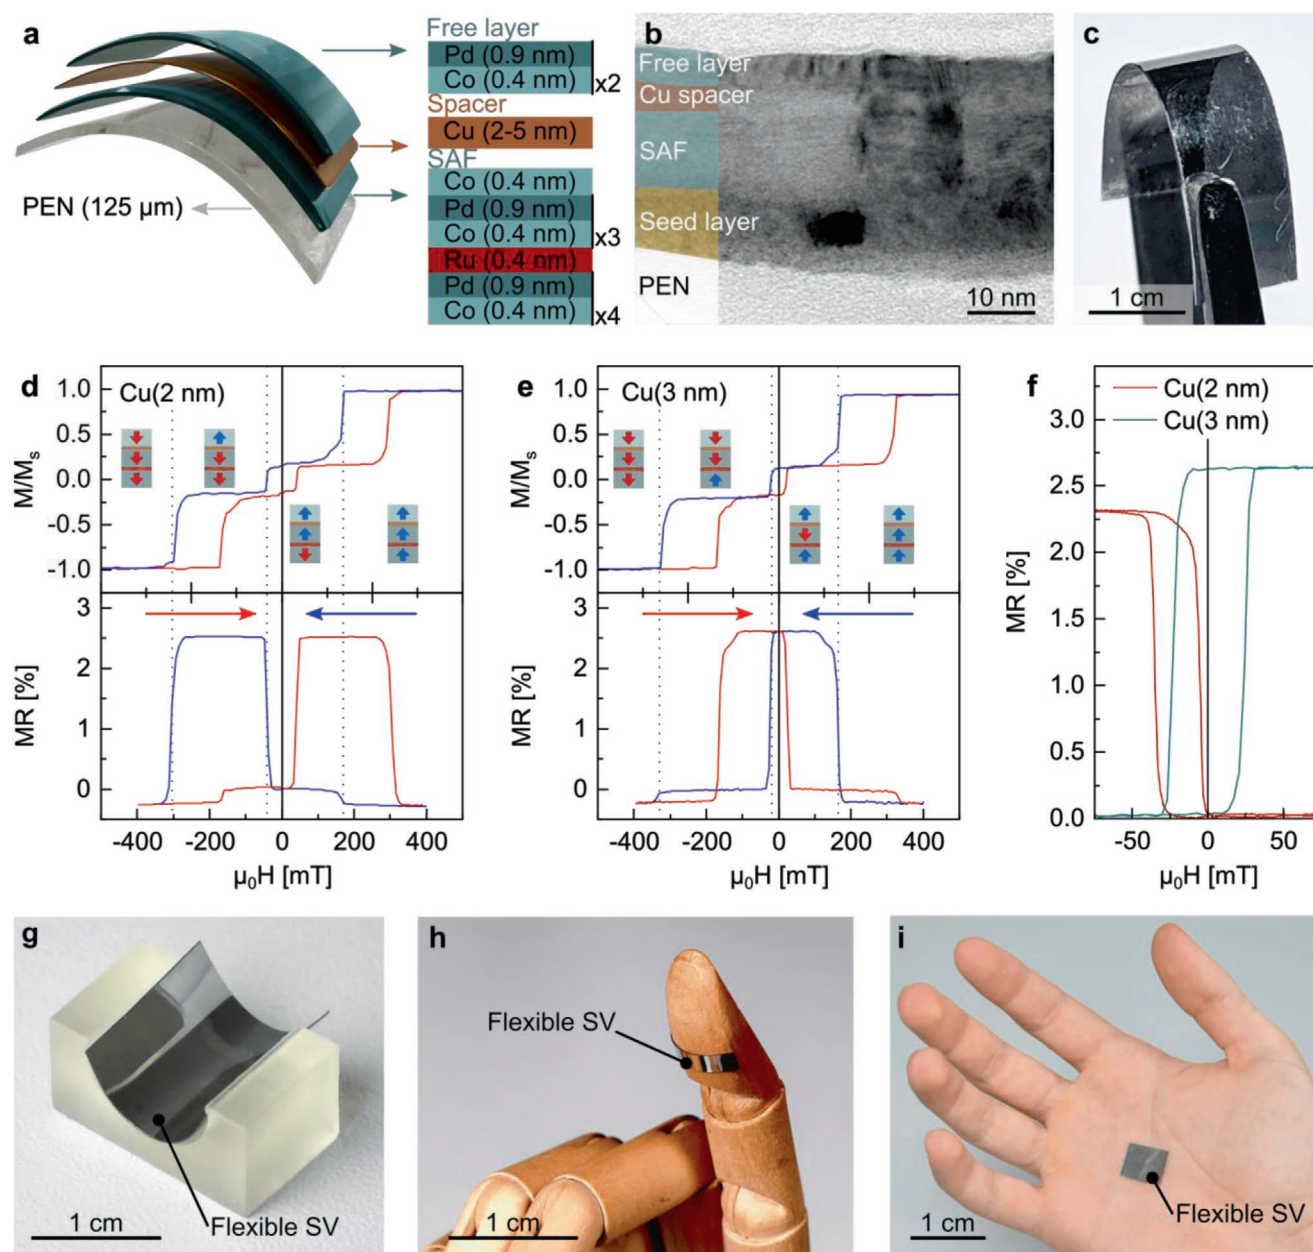 a
Free layer
Pd (0.9 nm)
Co (0.4 nm)
x2
Spacer
Cu (2-5 nm)
SAF
Co (0.4 nm)
Pd (0.9 nm)
Co (0.4 nm)
x3
Ru (0.4 nm)
Pd (0.9 nm)
Co (0.4 nm)
x4
PEN (125 µm)
b
Free layer
Cu spacer
SAF
Seed layer
PEN
10 nm
c
1 cm
d
Cu(2 nm)
M/Ms
1.0
0.5
0.0
-0.5
-1.0
MR [%]
3
2
1
0
-400 -200 0 200 400
µ0H [mT]
e
Cu(3 nm)
M/Ms
1.0
0.5
0.0
-0.5
-1.0
MR [%]
3
2
1
0
-400 -200 0 200 400
µ0H [mT]
f
Cu(2 nm)
Cu(3 nm)
MR [%]
3.0
2.5
2.0
1.5
1.0
0.5
0.0
-50 0 50
µ0H [mT]
g
1 cm
Flexible SV
h
Flexible SV
1 cm
i
1 cm
Flexible SV